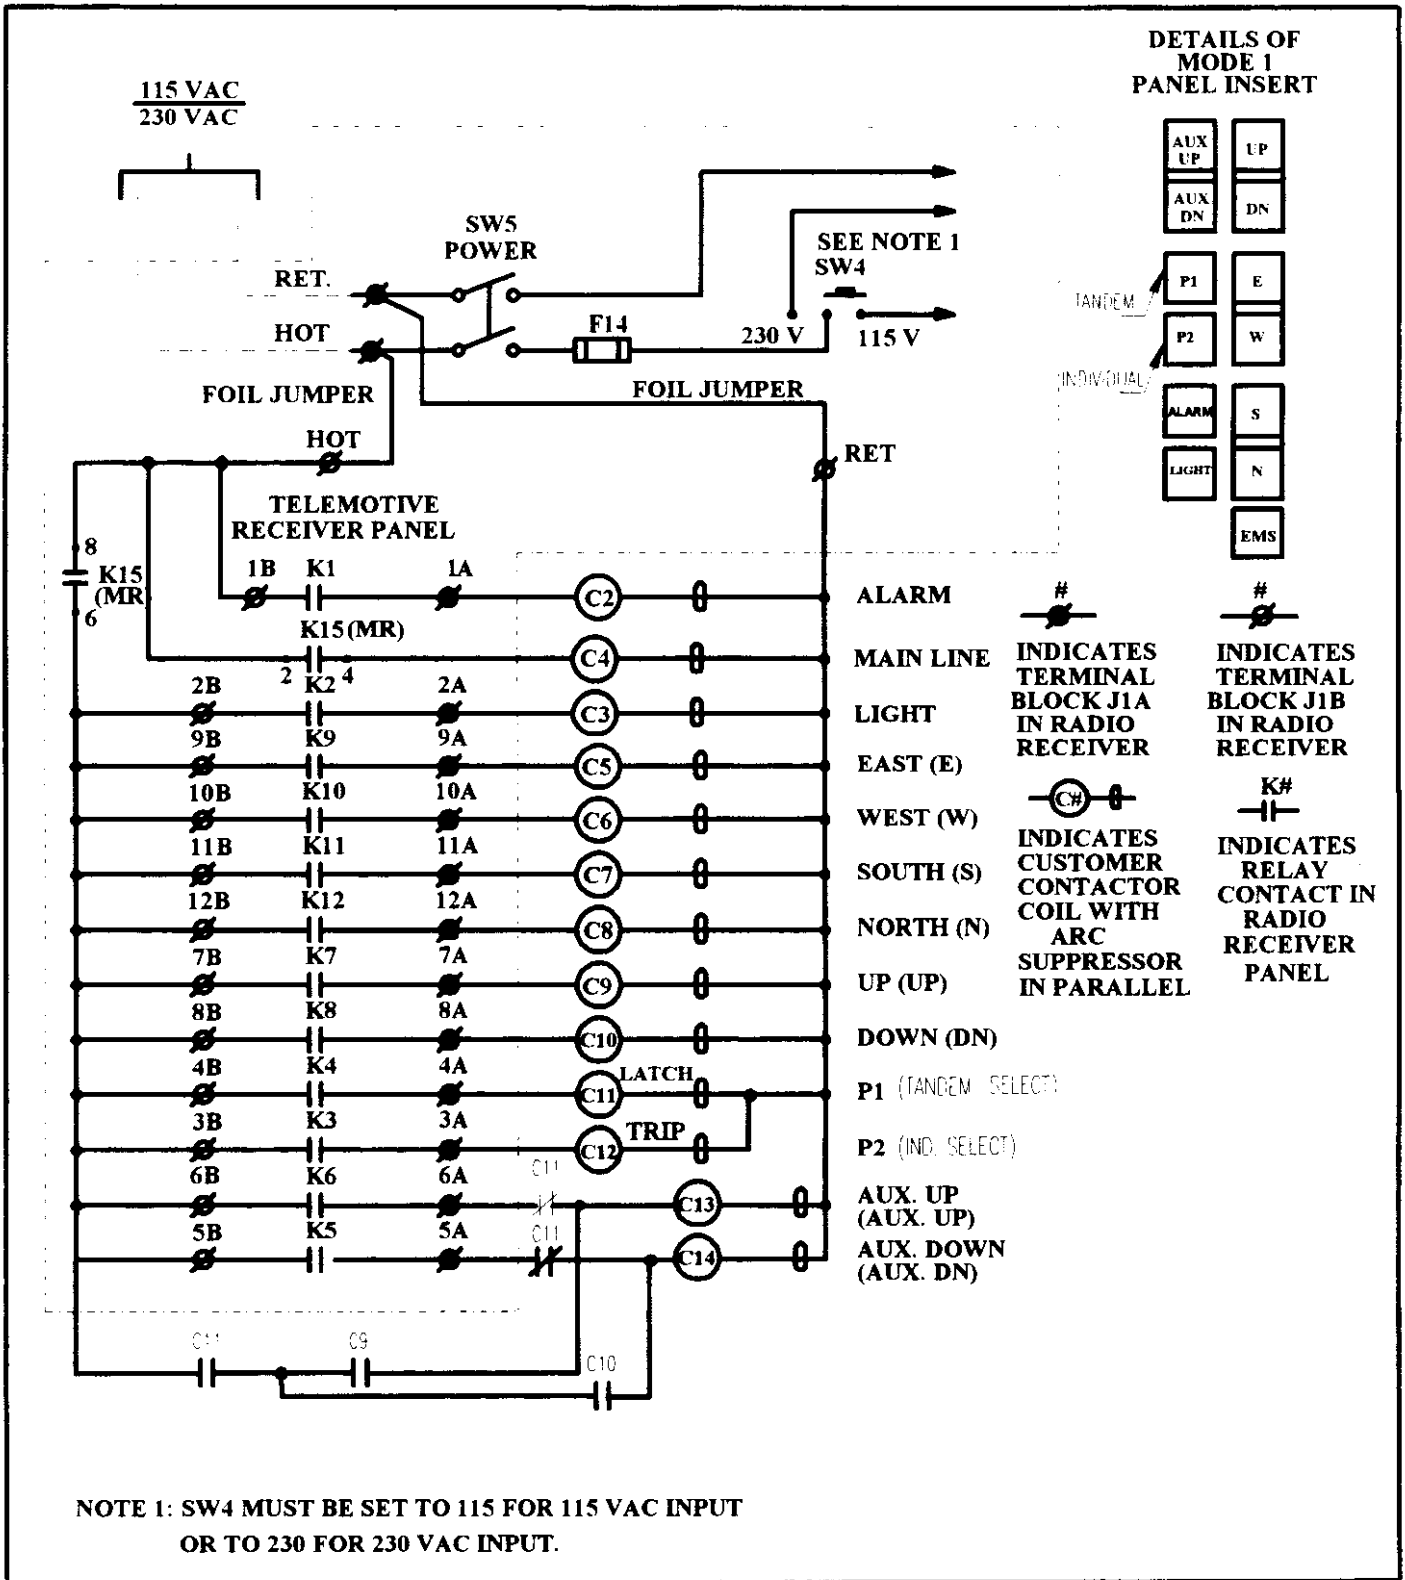 DETAILS OF
MODE 1
PANEL INSERT
115 VAC
230 VAC
AUX
UP
UP
AUX
DN
DN
P1
E
TANDEM
P2
W
INDIVIDUAL
ALARM
S
LIGHT
N
EMS
SW5
POWER
SEE NOTE 1
SW4
RET.
HOT
F14
230 V
115 V
FOIL JUMPER
FOIL JUMPER
HOT
RET
TELEMOTIVE
RECEIVER PANEL
8
K15
(MR
6
1B K1 1A
C2
ALARM
K15 (MR)
2 4
C4
MAIN LINE
2B K2 2A
C3
LIGHT
9B K9 9A
C5
EAST (E)
10B K10 10A
C6
WEST (W)
11B K11 11A
C7
SOUTH (S)
12B K12 12A
C8
NORTH (N)
7B K7 7A
C9
UP (UP)
8B K8 8A
C10
DOWN (DN)
4B K4 4A
C11
LATCH
P1 (TANDEM SELECT)
3B K3 3A
C12
TRIP
P2 (IND. SELECT)
6B K6 6A
C11
C13
AUX. UP
(AUX. UP)
5B K5 5A
C11
C14
AUX. DOWN
(AUX. DN)
C11
C9
C10
#
INDICATES
TERMINAL
BLOCK J1A
IN RADIO
RECEIVER
#
INDICATES
TERMINAL
BLOCK J1B
IN RADIO
RECEIVER
C#
INDICATES
CUSTOMER
CONTACTOR
COIL WITH
ARC
SUPPRESSOR
IN PARALLEL
K#
INDICATES
RELAY
CONTACT IN
RADIO
RECEIVER
PANEL
NOTE 1: SW4 MUST BE SET TO 115 FOR 115 VAC INPUT
OR TO 230 FOR 230 VAC INPUT.